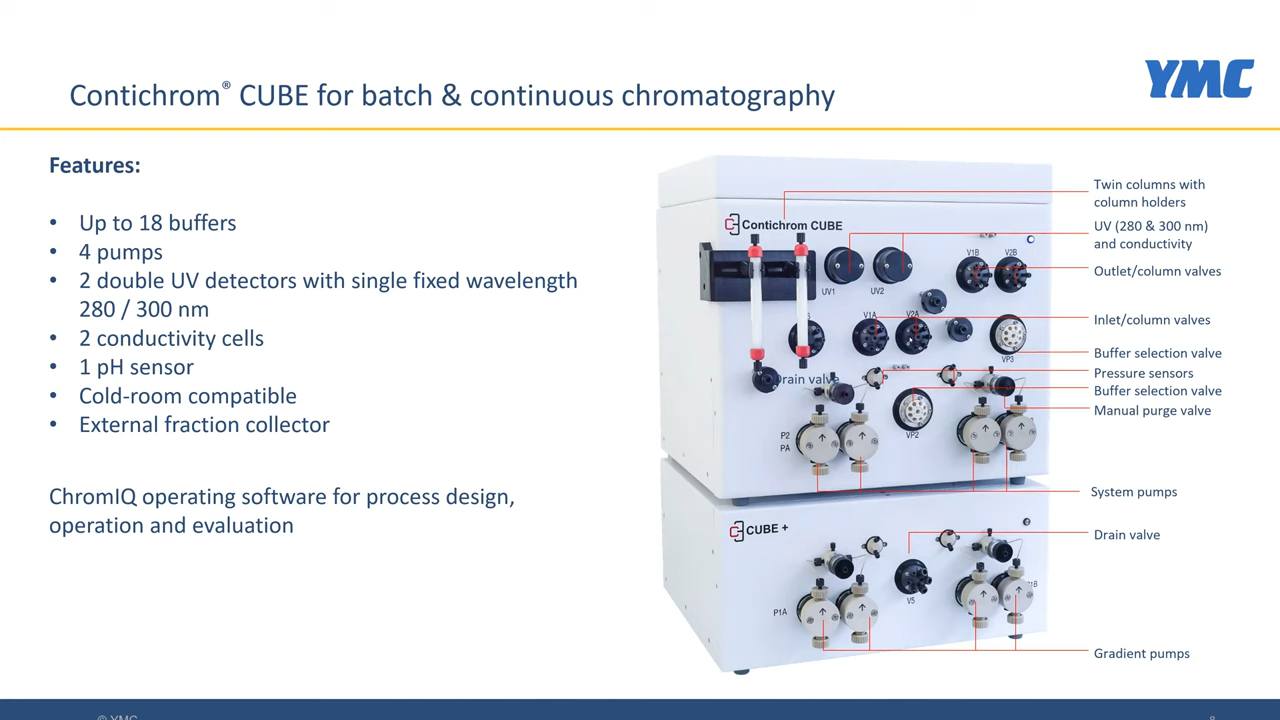 YMC
Contichrom® CUBE for batch & continuous chromatography
Features:
• Up to 18 buffers
• 4 pumps
• 2 double UV detectors with single fixed wavelength
280 / 300 nm
• 2 conductivity cells
• 1 pH sensor
• Cold-room compatible
• External fraction collector
ChromIQ operating software for process design,
operation and evaluation
Contichrom CUBE
UV1
UV2
V1B
V2B
V1A
V2A
VP3
Drain valve
VP2
P2
PA
CUBE +
V5
P1A
Twin columns with
column holders
UV (280 & 300 nm)
and conductivity
Outlet/column valves
Inlet/column valves
Buffer selection valve
Pressure sensors
Buffer selection valve
Manual purge valve
System pumps
Drain valve
Gradient pumps
© YMC
8